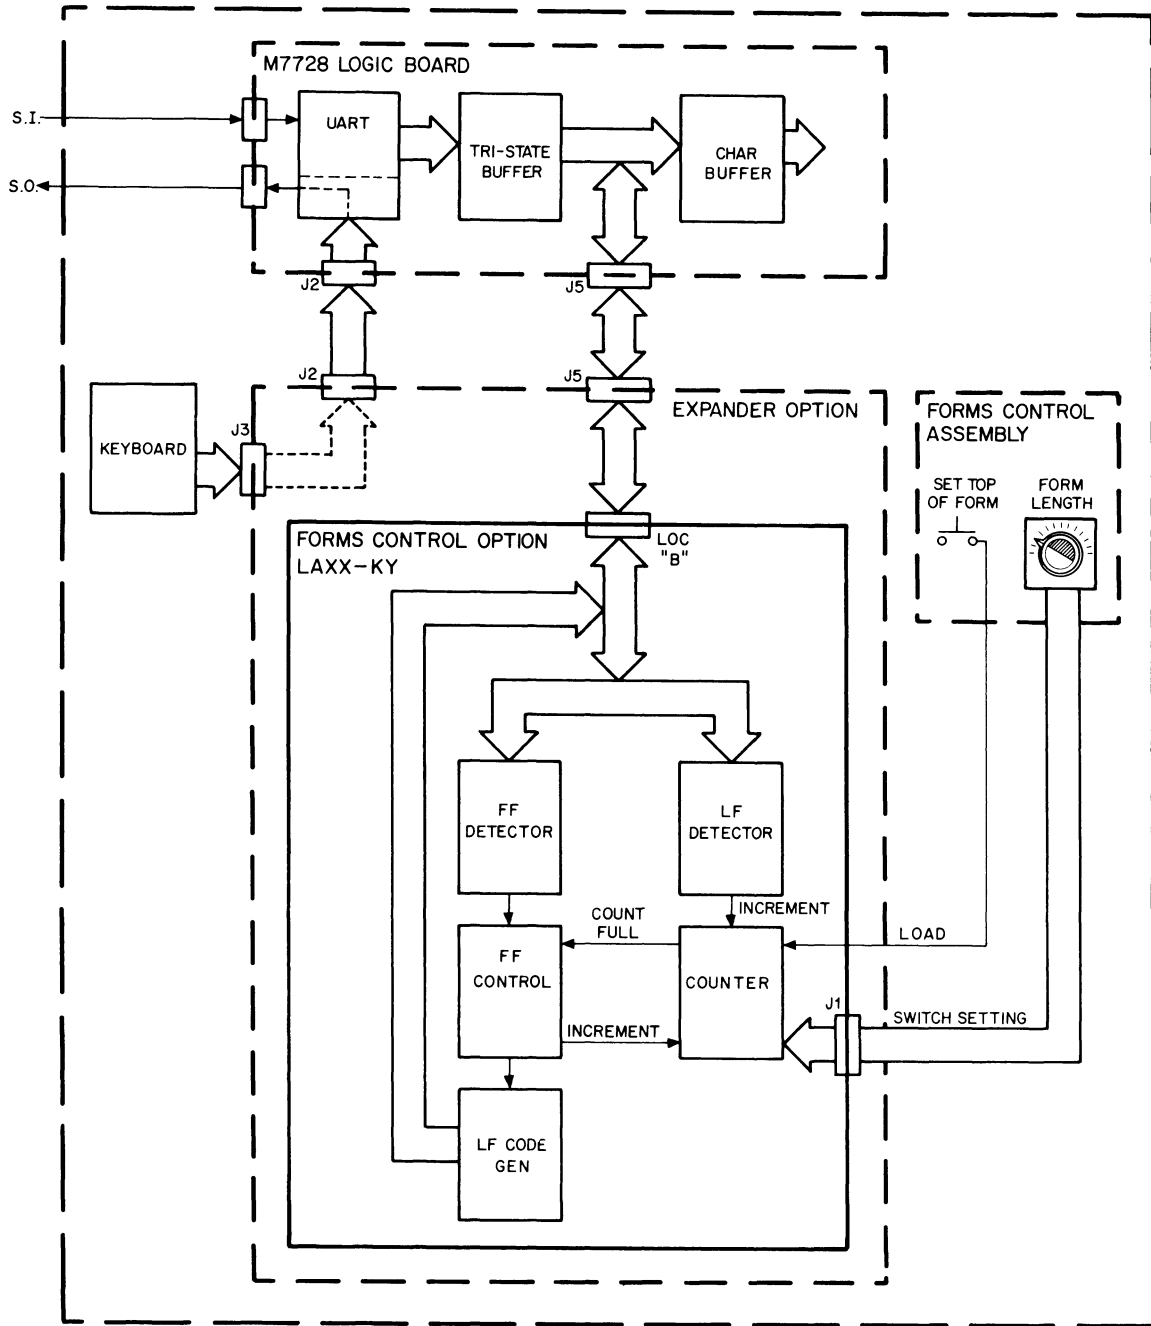 M7728 LOGIC BOARD
S.I.
UART
TRI-STATE
BUFFER
CHAR
BUFFER
S.O.
J2
J5
J2
J5
EXPANDER OPTION
FORMS CONTROL
ASSEMBLY
KEYBOARD
J3
SET TOP
OF FORM
FORM
LENGTH
FORMS CONTROL OPTION
LAXX-KY
LOC
"B"
FF
DETECTOR
LF
DETECTOR
INCREMENT
COUNT
FULL
LOAD
FF
CONTROL
COUNTER
J1
SWITCH SETTING
INCREMENT
LF CODE
GEN